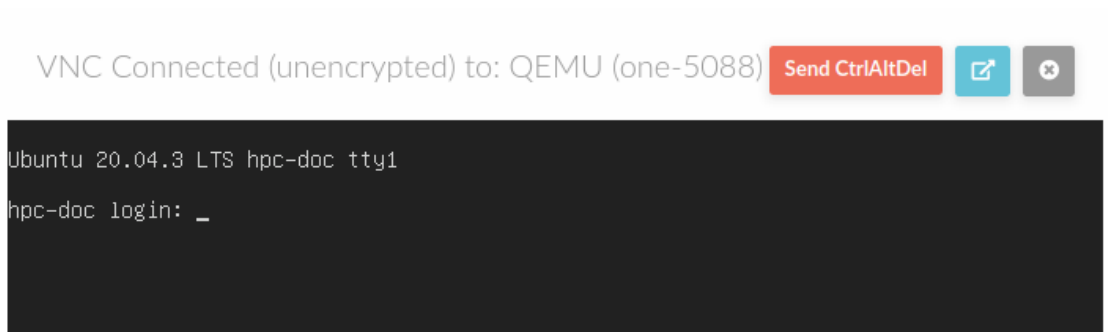 VNC Connected (unencrypted) to: QEMU (one-5088) Send CtrlAltDel
Ubuntu 20.04.3 LTS hpc-doc tty1
hpc-doc login: _